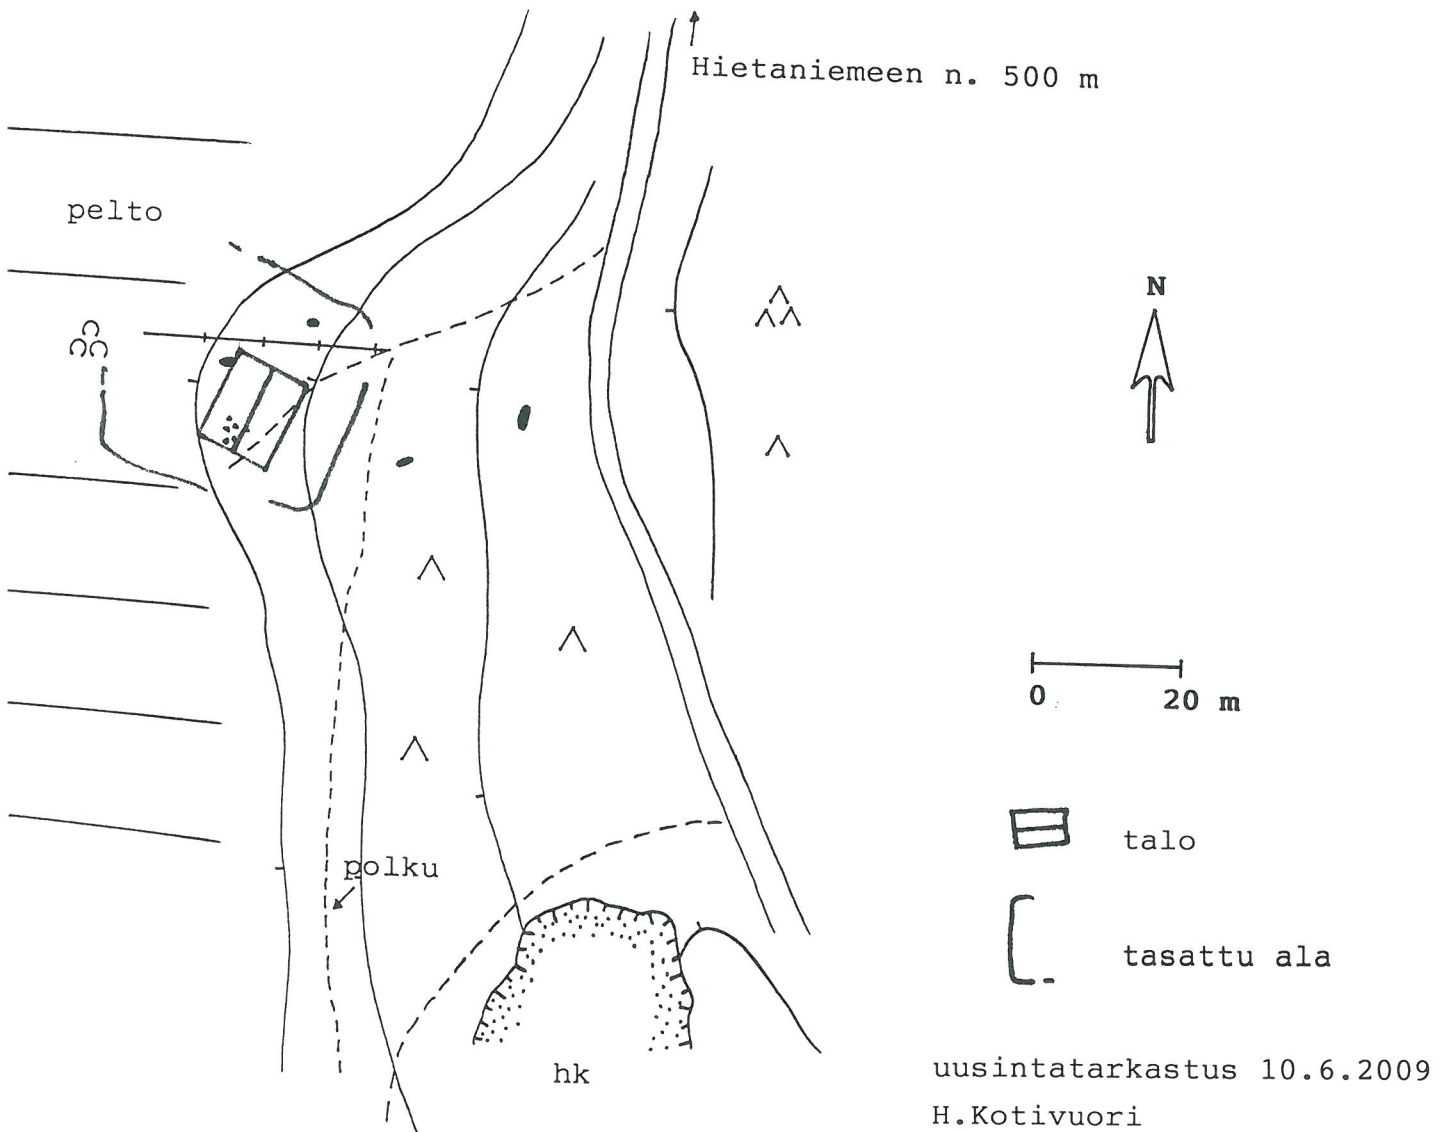 Hietaniemeen n. 500 m
pelto
N
0 20 m
talo
polku
tasattu ala
hk
uusintatarkastus 10.6.2009
H.Kotivuori